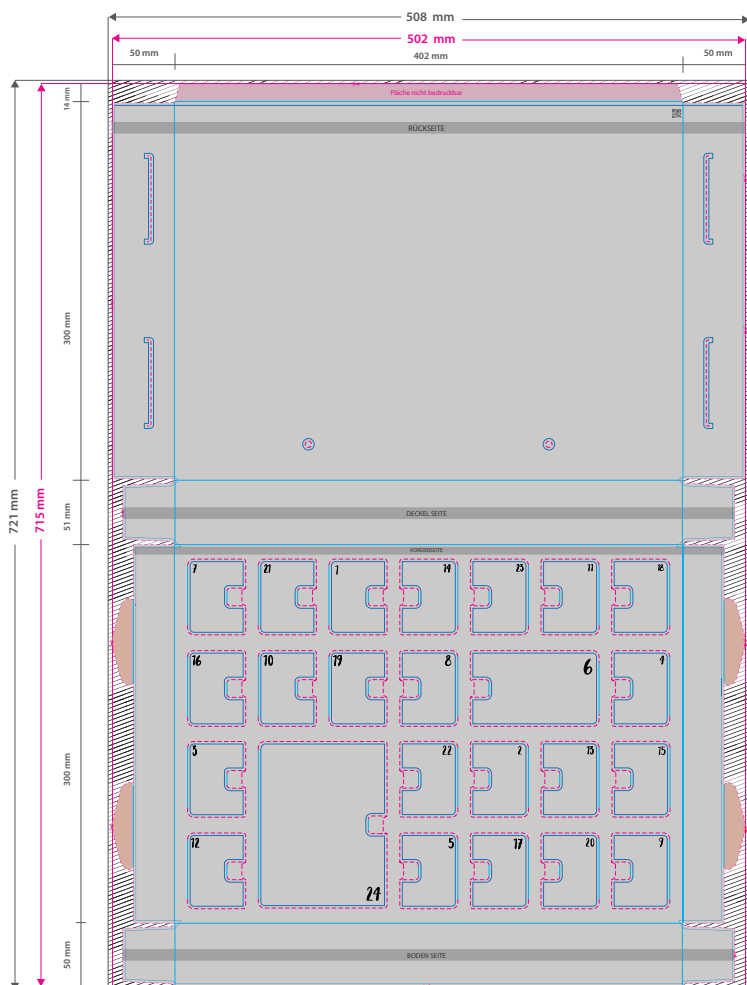 508 mm
502 mm
50 mm 402 mm 50 mm
14 mm
Fläche nicht bedruckbar
RÜCKSEITE
300 mm
721 mm
715 mm
51 mm
DECKEL SEITE
VORDERSEITE
7 21 1 14 23 11 18
16 10 19 8 6 4
300 mm
3 22 2 13 15
12 24 5 17 20 9
50 mm
BODEN SEITE